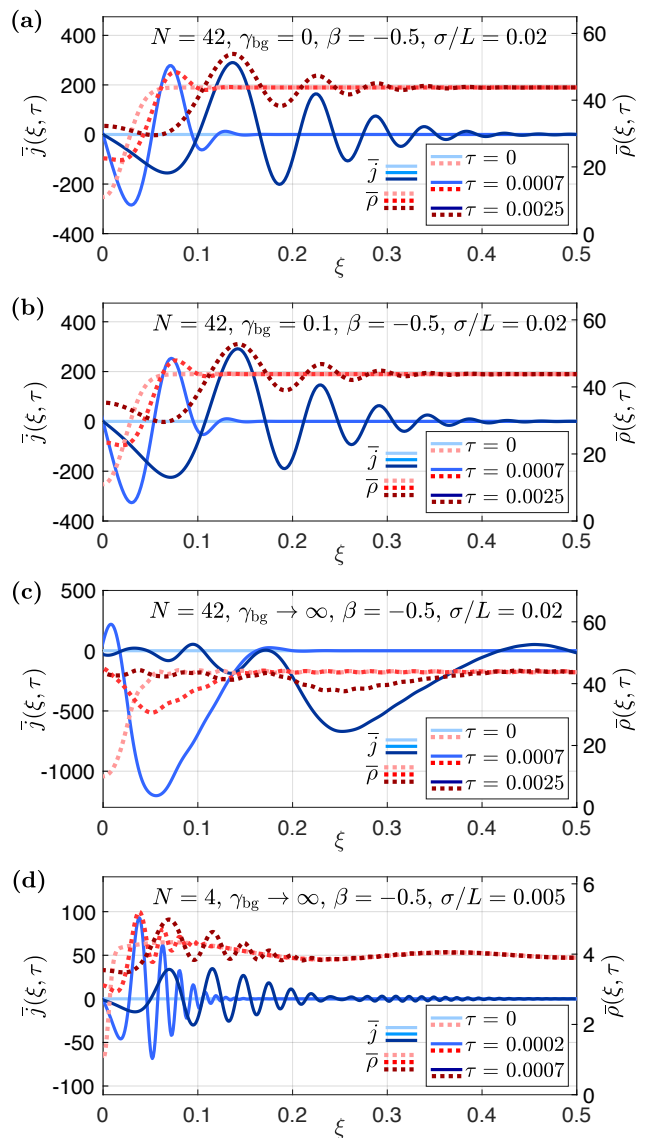 (a)
N = 42, γbg = 0, β = −0.5, σ/L = 0.02
400
200
0
-200
-400
60
40
20
0
j̅(ξ, τ)
ρ̅(ξ, τ)
j̅
ρ̅
τ = 0
τ = 0.0007
τ = 0.0025
0 0.1 0.2 0.3 0.4 0.5
ξ
(b)
N = 42, γbg = 0.1, β = −0.5, σ/L = 0.02
400
200
0
-200
-400
60
40
20
0
j̅(ξ, τ)
ρ̅(ξ, τ)
j̅
ρ̅
τ = 0
τ = 0.0007
τ = 0.0025
0 0.1 0.2 0.3 0.4 0.5
ξ
(c)
N = 42, γbg → ∞, β = −0.5, σ/L = 0.02
500
0
-500
-1000
60
40
20
0
j̅(ξ, τ)
ρ̅(ξ, τ)
j̅
ρ̅
τ = 0
τ = 0.0007
τ = 0.0025
0 0.1 0.2 0.3 0.4 0.5
ξ
(d)
N = 4, γbg → ∞, β = −0.5, σ/L = 0.005
100
50
0
-50
-100
6
4
2
0
j̅(ξ, τ)
ρ̅(ξ, τ)
j̅
ρ̅
τ = 0
τ = 0.0002
τ = 0.0007
0 0.1 0.2 0.3 0.4 0.5
ξ